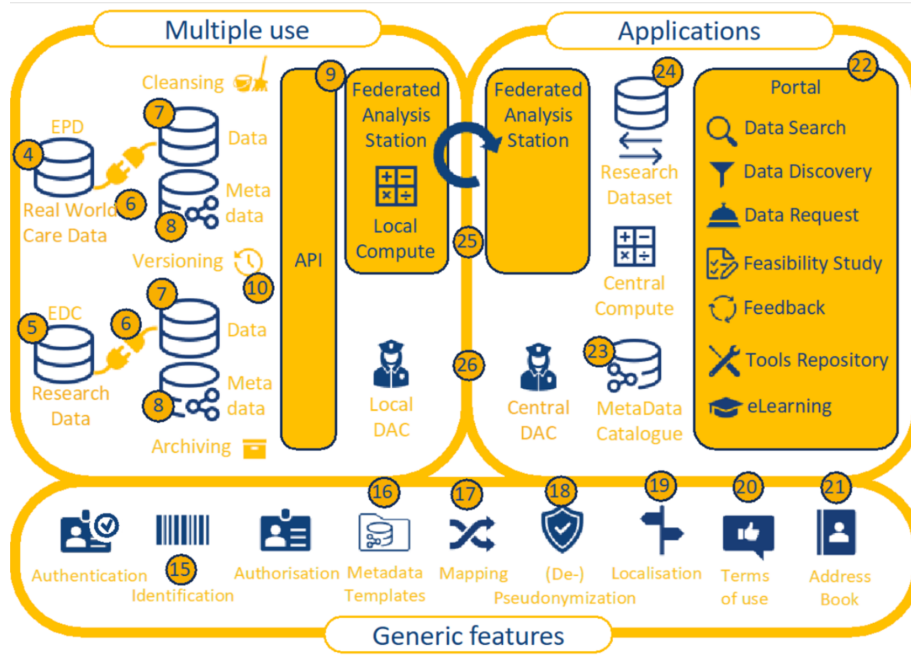 Multiple use
Cleansing
7
EPD
4
Data
6
Real World
Care Data
Meta
data
8
Versioning
10
7
EDC
5
6
Data
Research
Data
Meta
data
8
Archiving
API
9
Federated
Analysis
Station
Local
Compute
Local
DAC
25
26
Applications
Federated
Analysis
Station
24
Research
Dataset
Central
Compute
Central
DAC
23
MetaData
Catalogue
22
Portal
Data Search
Data Discovery
Data Request
Feasibility Study
Feedback
Tools Repository
eLearning
Authentication
15
Identification
Authorisation
16
Metadata
Templates
17
Mapping
18
(De-)
Pseudonymization
19
Localisation
20
Terms
of use
21
Address
Book
Generic features